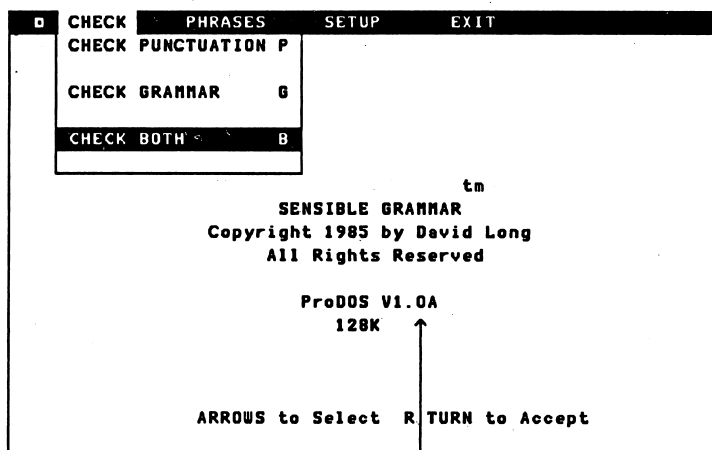 CHECK PHRASES SETUP EXIT
CHECK PUNCTUATION P
CHECK GRAMMAR G
CHECK BOTH B
tm
SENSIBLE GRAMMAR
Copyright 1985 by David Long
All Rights Reserved
ProDOS V1.0A
128K
ARROWS to Select R TURN to Accept